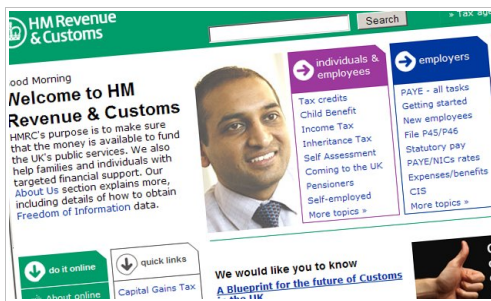 HM Revenue
& Customs
Search
» Tax
ood Morning
Welcome to HM
Revenue & Customs
HMRC's purpose is to make sure
that the money is available to fund
the UK's public services. We also
help families and individuals with
targeted financial support. Our
About Us section explains more,
including details of how to obtain
Freedom of Information data.
individuals &
employees
Tax credits
Child Benefit
Income Tax
Inheritance Tax
Self Assessment
Coming to the UK
Pensioners
Self-employed
More topics »
employers
PAYE - all tasks
Getting started
New employees
File P45/P46
Statutory pay
PAYE/NICs rates
Expenses/benefits
CIS
More topics »
do it online
About online
quick links
Capital Gains Tax
We would like you to know
A Blueprint for the future of Customs
in the UK